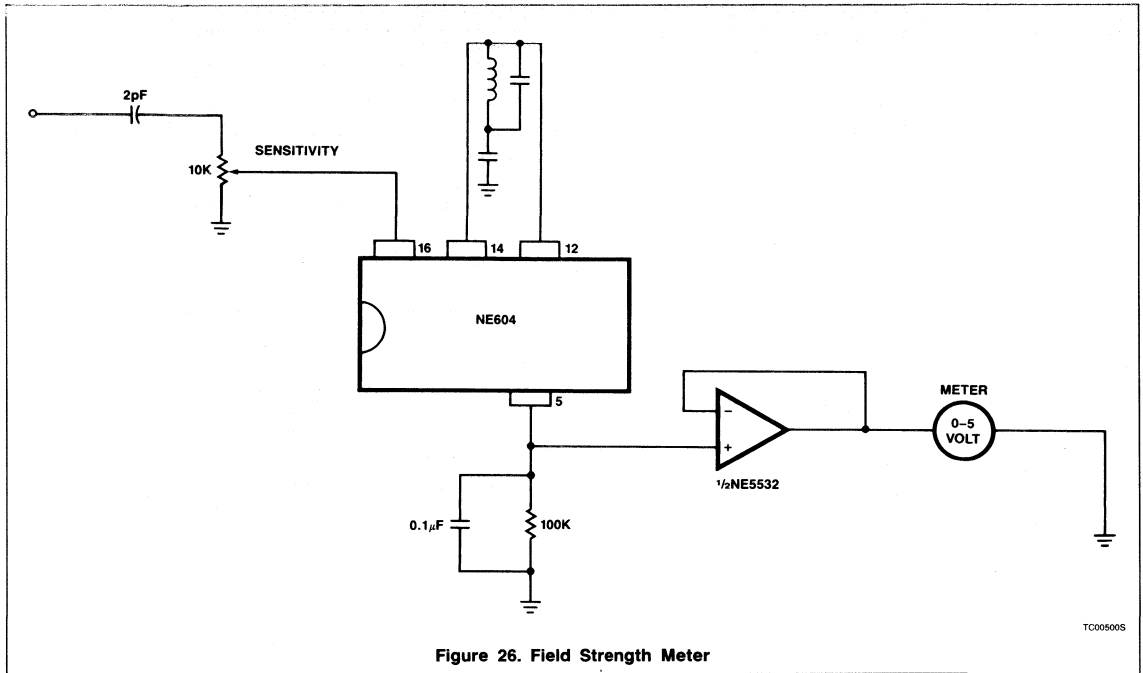 2pF
10K
SENSITIVITY
16
14
12
NE604
5
METER
0–5
VOLT
−
+
½NE5532
0.1μF
100K
TC00500S
Figure 26. Field Strength Meter